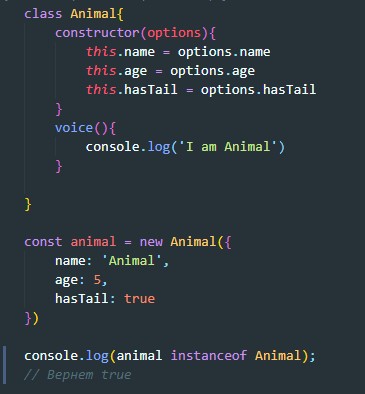 class Animal{
    constructor(options){
        this.name = options.name
        this.age = options.age
        this.hasTail = options.hasTail
    }
    voice(){
        console.log('I am Animal')
    }
}
const animal = new Animal({
    name: 'Animal',
    age: 5,
    hasTail: true
})
console.log(animal instanceof Animal);
// Вернет true